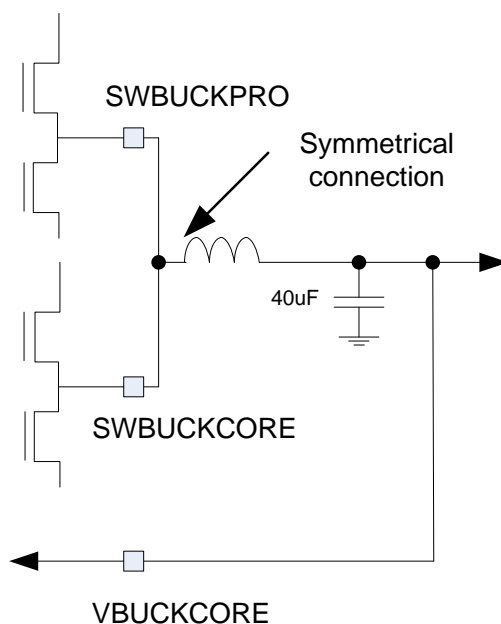 SWBUCKPRO
Symmetrical
connection
40uF
SWBUCKCORE
VBUCKCORE